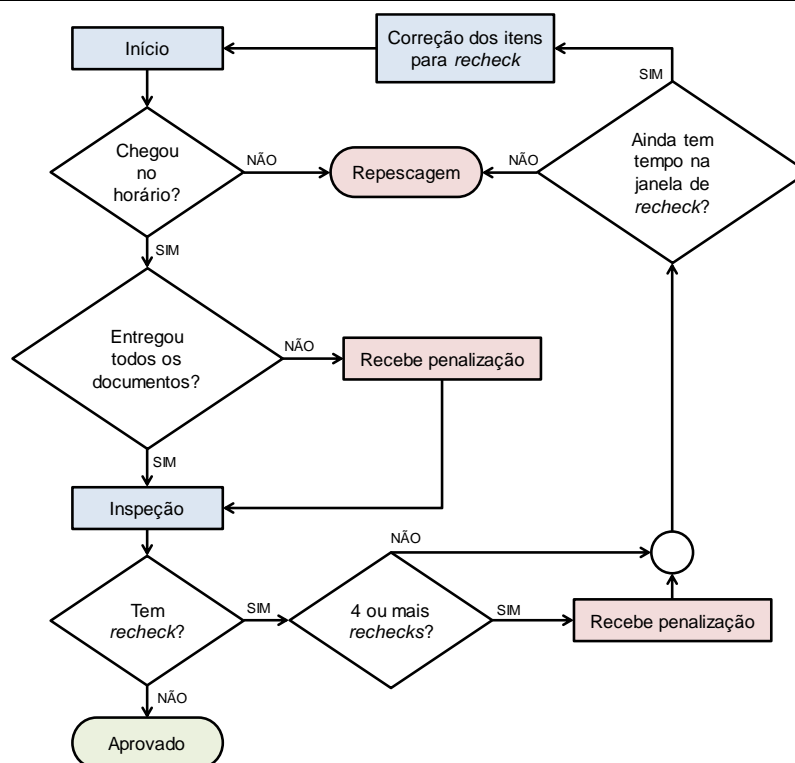 Início
Correção dos itens
para recheck
SIM
Chegou
no
horário?
NÃO
Repescagem
NÃO
Ainda tem
tempo na
janela de
recheck?
SIM
Entregou
todos os
documentos?
NÃO
Recebe penalização
SIM
Inspeção
NÃO
Tem
recheck?
SIM
4 ou mais
rechecks?
SIM
Recebe penalização
NÃO
Aprovado